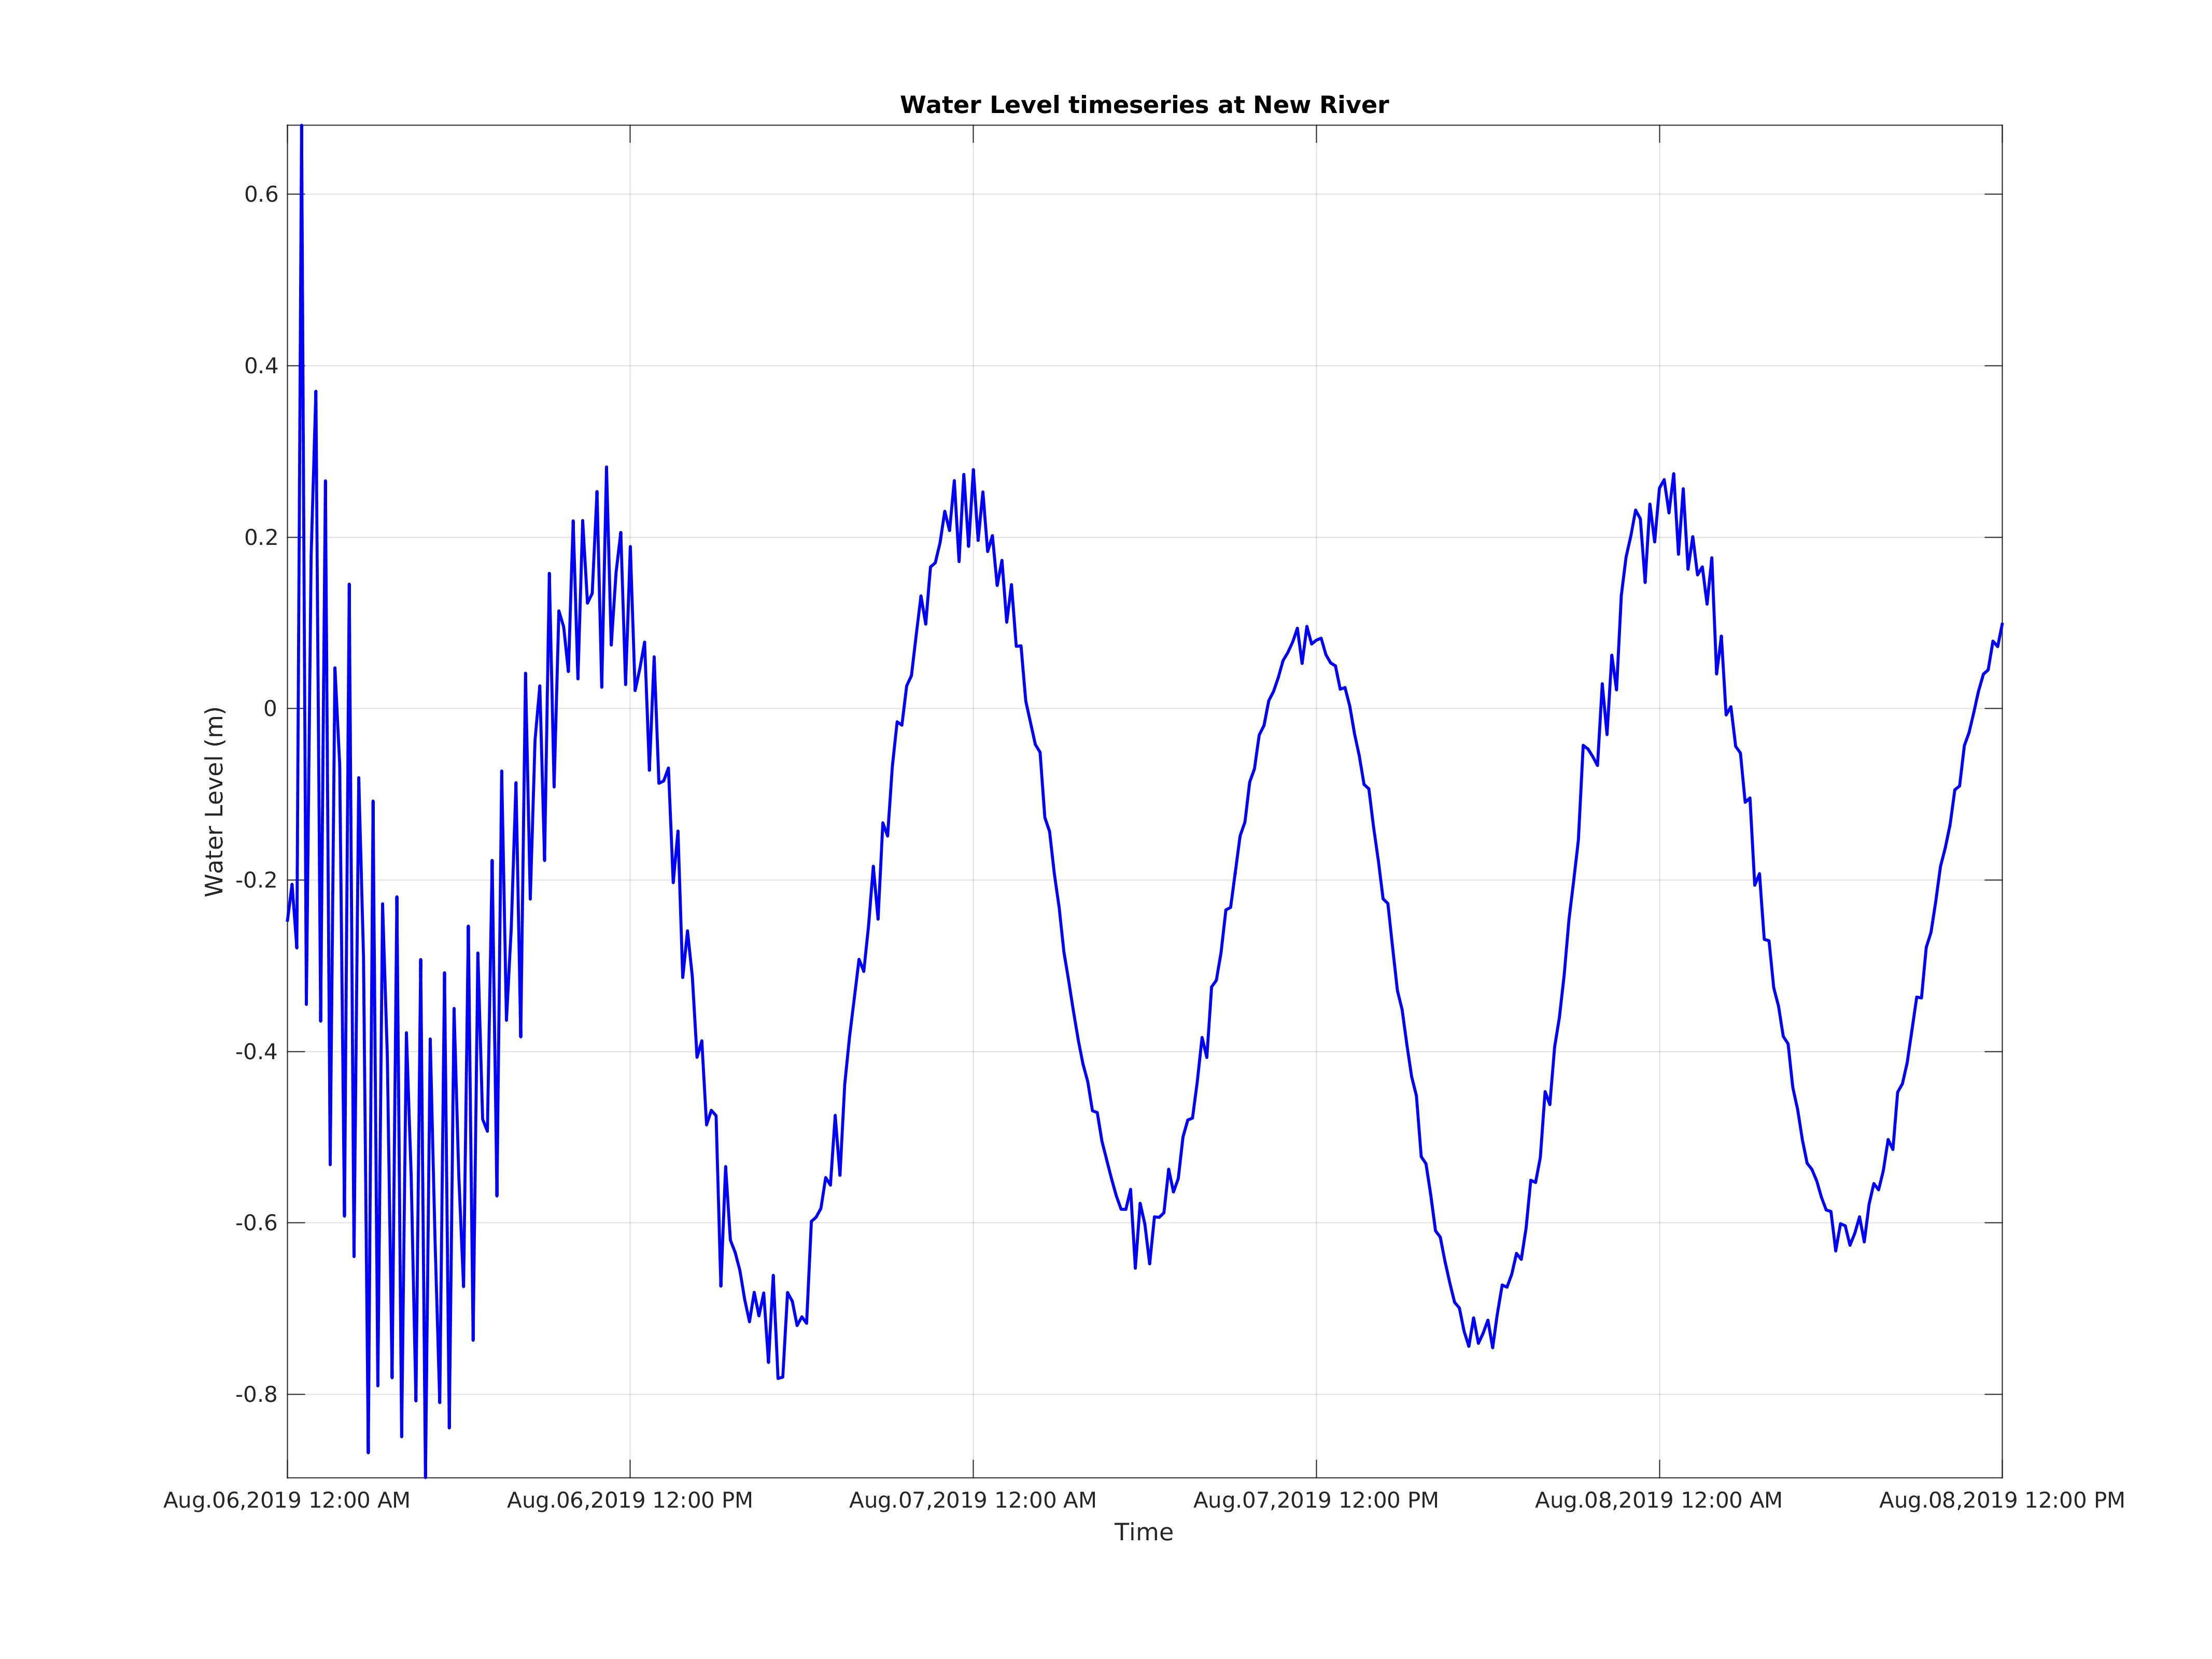 Water Level timeseries at New River
0.6
0.4
0.2
0
-0.2
-0.4
-0.6
-0.8
Water Level (m)
Aug.06,2019 12:00 AM Aug.06,2019 12:00 PM Aug.07,2019 12:00 AM Aug.07,2019 12:00 PM Aug.08,2019 12:00 AM Aug.08,2019 12:00 PM
Time